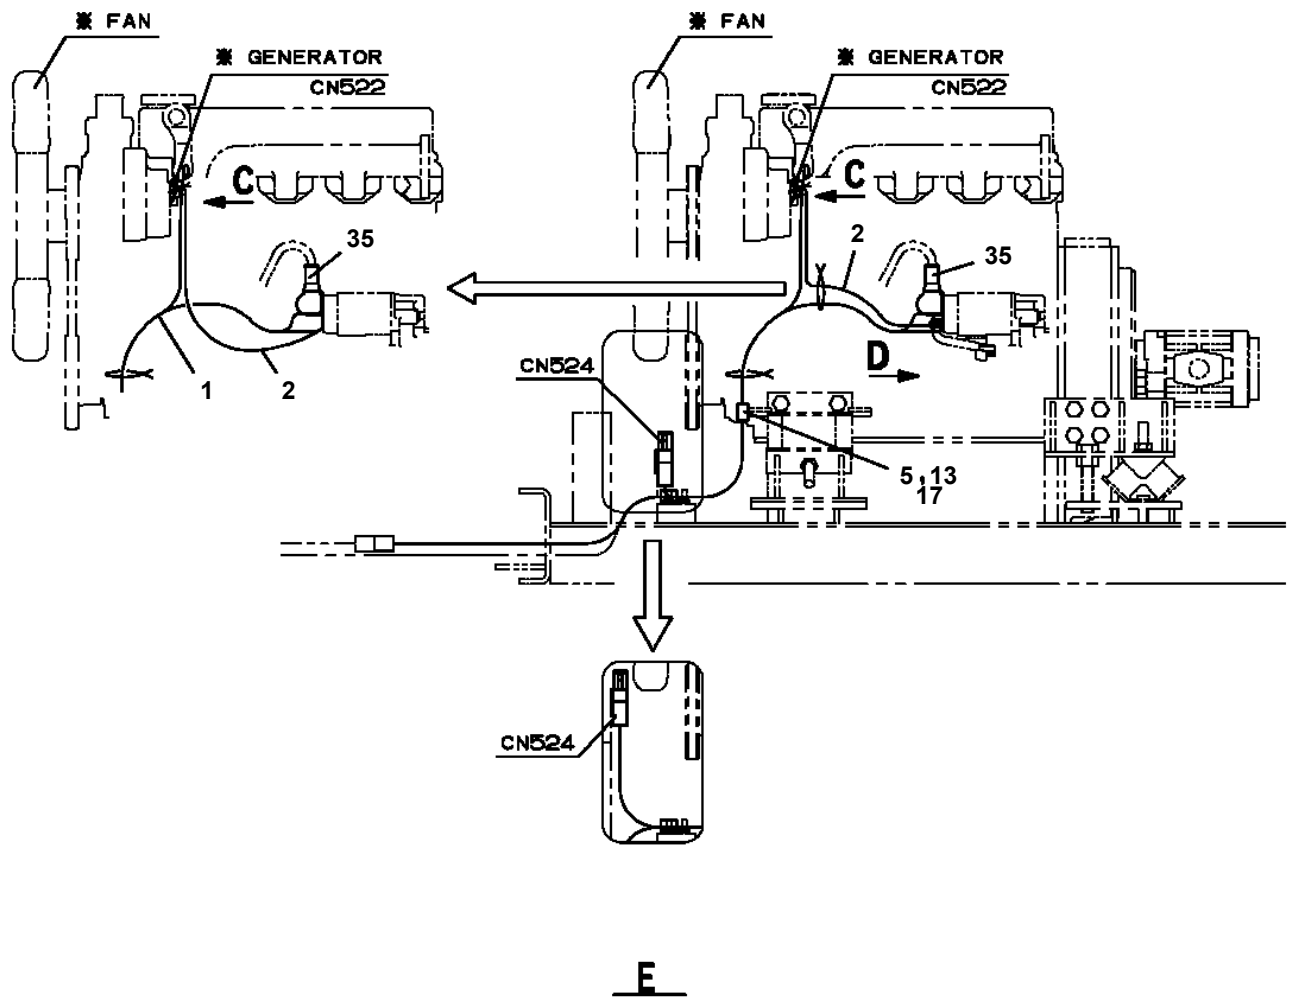 ※ FAN
※ GENERATOR
CN522
C
35
1
2
※ FAN
※ GENERATOR
CN522
C
2
35
D
CN524
5,13
17
CN524
E